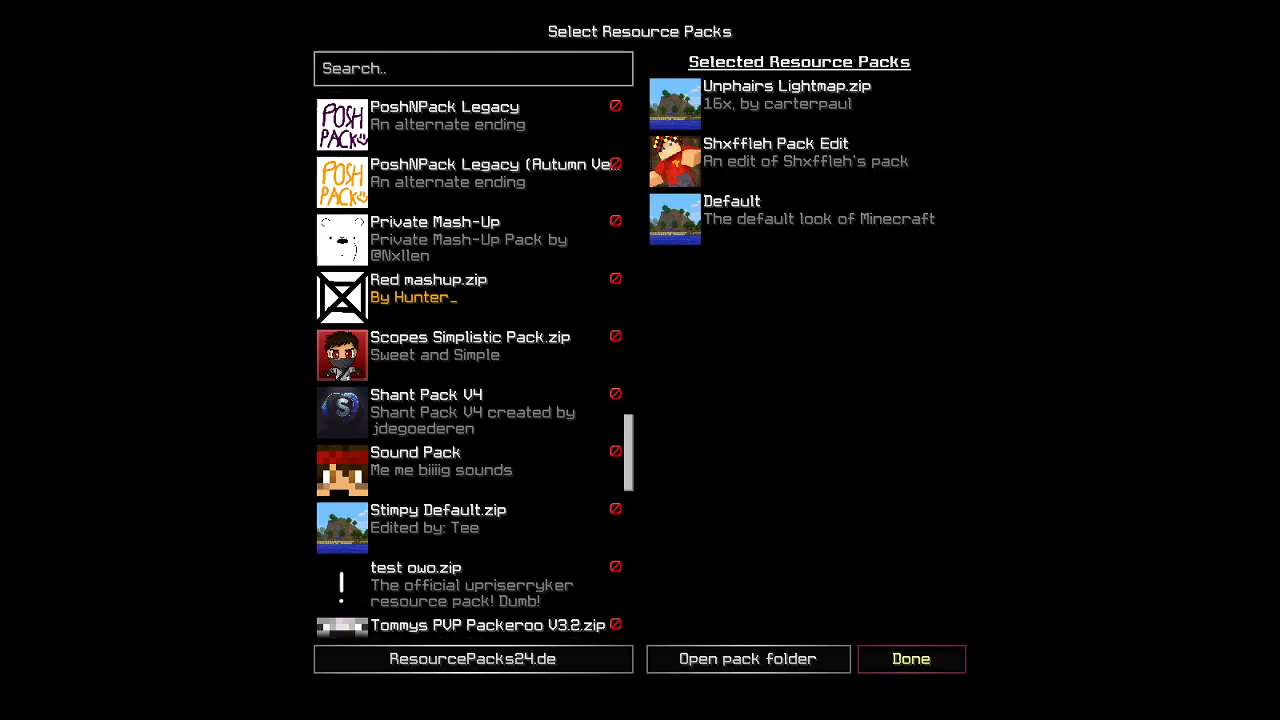 Select Resource Packs
Search..
POSH
PACK
PoshNPack Legacy
An alternate ending
POSH
PACK
PoshNPack Legacy (Autumn Ve...
An alternate ending
Private Mash-Up
Private Mash-Up Pack by
@Nxllen
Red mashup.zip
By Hunter_
Scopes Simplistic Pack.zip
Sweet and Simple
S
Shant Pack V4
Shant Pack V4 created by
jdegoederen
Sound Pack
Me me biiiig sounds
Stimpy Default.zip
Edited by: Tee
!
test owo.zip
The official upriserryker
resource pack! Dumb!
Tommys PVP Packeroo V3.2.zip
ResourcePacks24.de
Selected Resource Packs
Unphairs Lightmap.zip
16x, by carterpaul
Shxffleh Pack Edit
An edit of Shxffleh's pack
Default
The default look of Minecraft
Open pack folder
Done